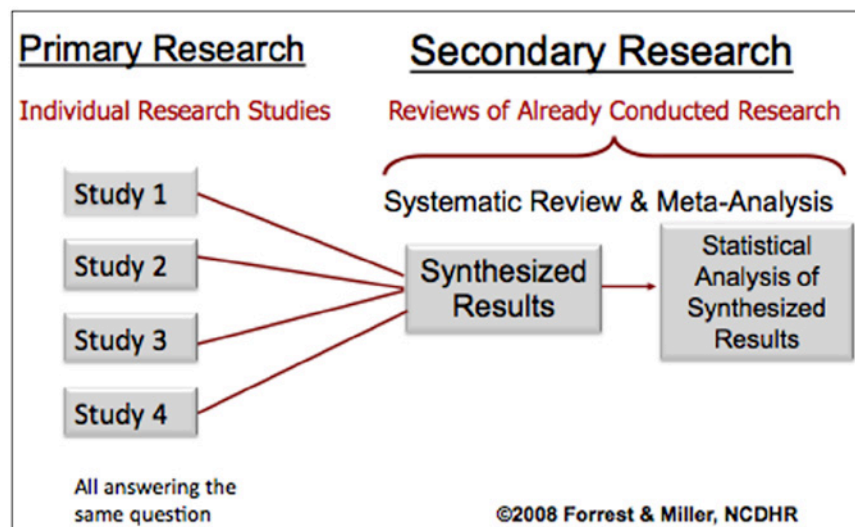 Primary Research
Secondary Research
Individual Research Studies
Reviews of Already Conducted Research
Study 1
Study 2
Study 3
Study 4
All answering the
same question
Systematic Review & Meta-Analysis
Synthesized
Results
Statistical
Analysis of
Synthesized
Results
©2008 Forrest & Miller, NCDHR